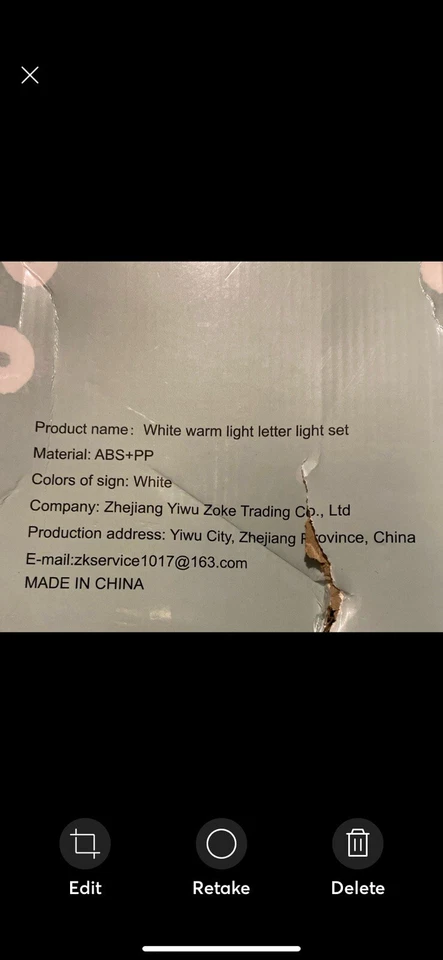 Product name: White warm light letter light set
Material: ABS+PP
Colors of sign: White
Company: Zhejiang Yiwu Zoke Trading Co., Ltd
Production address: Yiwu City, Zhejiang Province, China
E-mail:zkservice1017@163.com
MADE IN CHINA
Edit
Retake
Delete